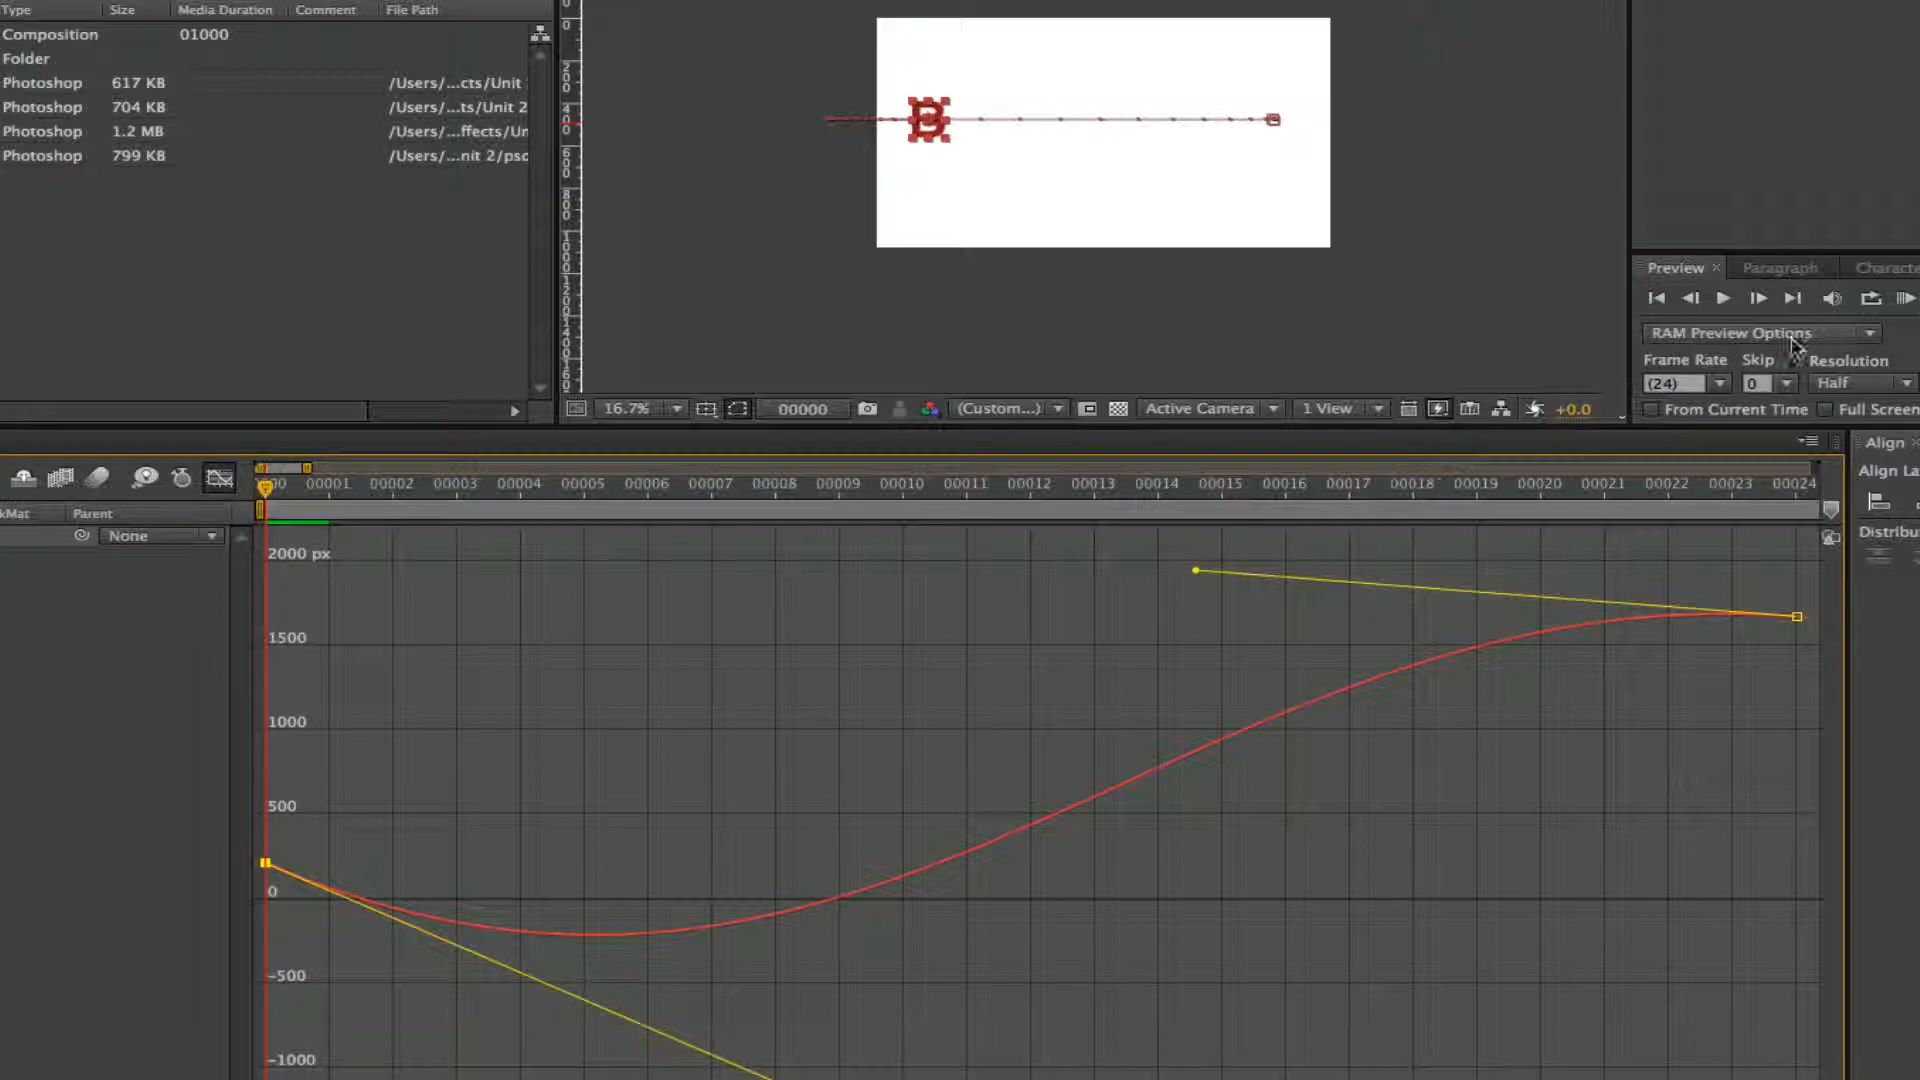 Type Size Media Duration Comment File Path
Composition 01000
Folder
Photoshop 617 KB /Users/...cts/Unit
Photoshop 704 KB /Users/...ts/Unit 2
Photoshop 1.2 MB /Users/...ffects/Un
Photoshop 799 KB /Users/...nit 2/psd
B
16.7% 00000 (Custom...) Active Camera 1 View +0.0
Preview Paragraph Characte
RAM Preview Options
Frame Rate Skip Resolution
(24) 0 Half
From Current Time Full Screen
Align
Align La
Distribu
00 00001 00002 00003 00004 00005 00006 00007 00008 00009 00010 00011 00012 00013 00014 00015 00016 00017 00018 00019 00020 00021 00022 00023 00024
kMat Parent
None
2000 px
1500
1000
500
0
-500
-1000